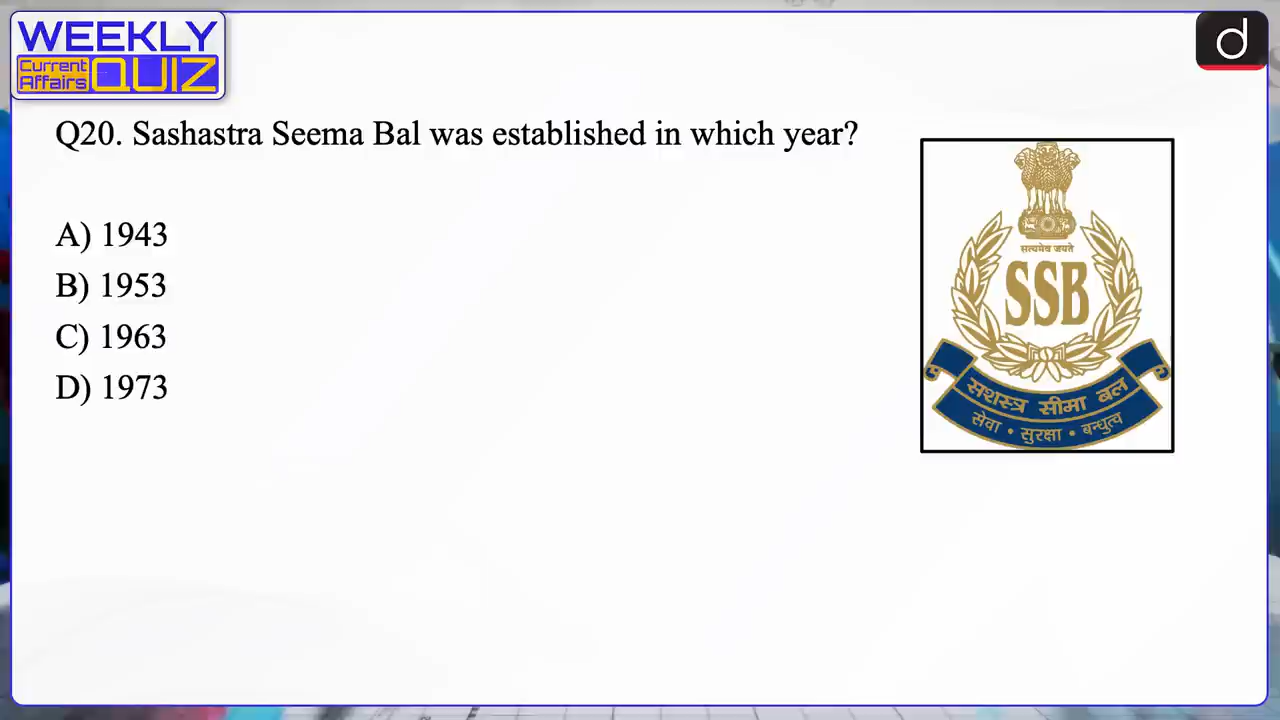 WEEKLY
Current Affairs QUIZ
d
Q20. Sashastra Seema Bal was established in which year?
A) 1943
B) 1953
C) 1963
D) 1973
सत्यमेव जयते
SSB
सशस्त्र सीमा बल
सेवा • सुरक्षा • बन्धुत्व